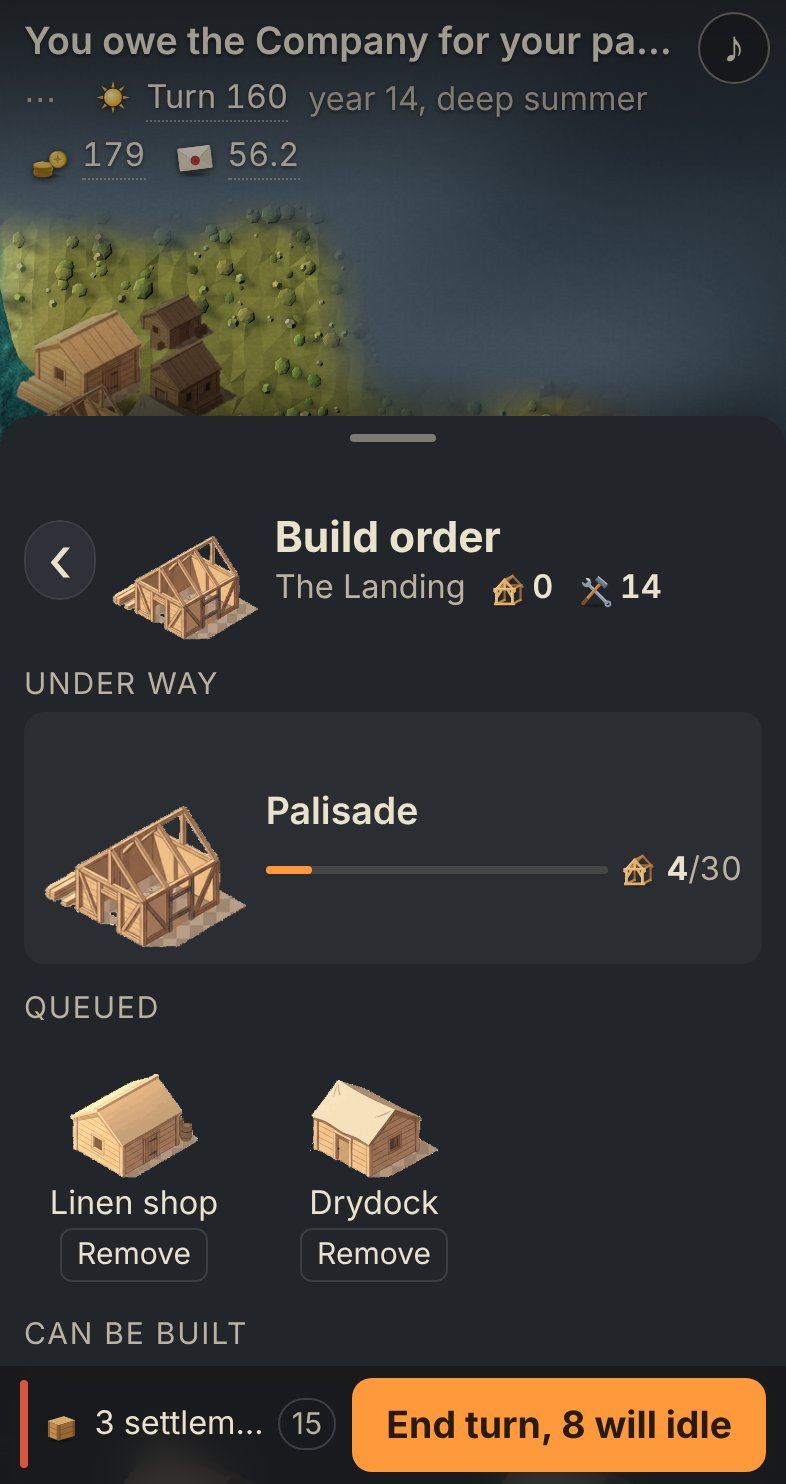 You owe the Company for your pa...
... Turn 160 year 14, deep summer
179 56.2
Build order
The Landing 0 14
UNDER WAY
Palisade
4/30
QUEUED
Linen shop Drydock
Remove Remove
CAN BE BUILT
3 settlem... 15 End turn, 8 will idle